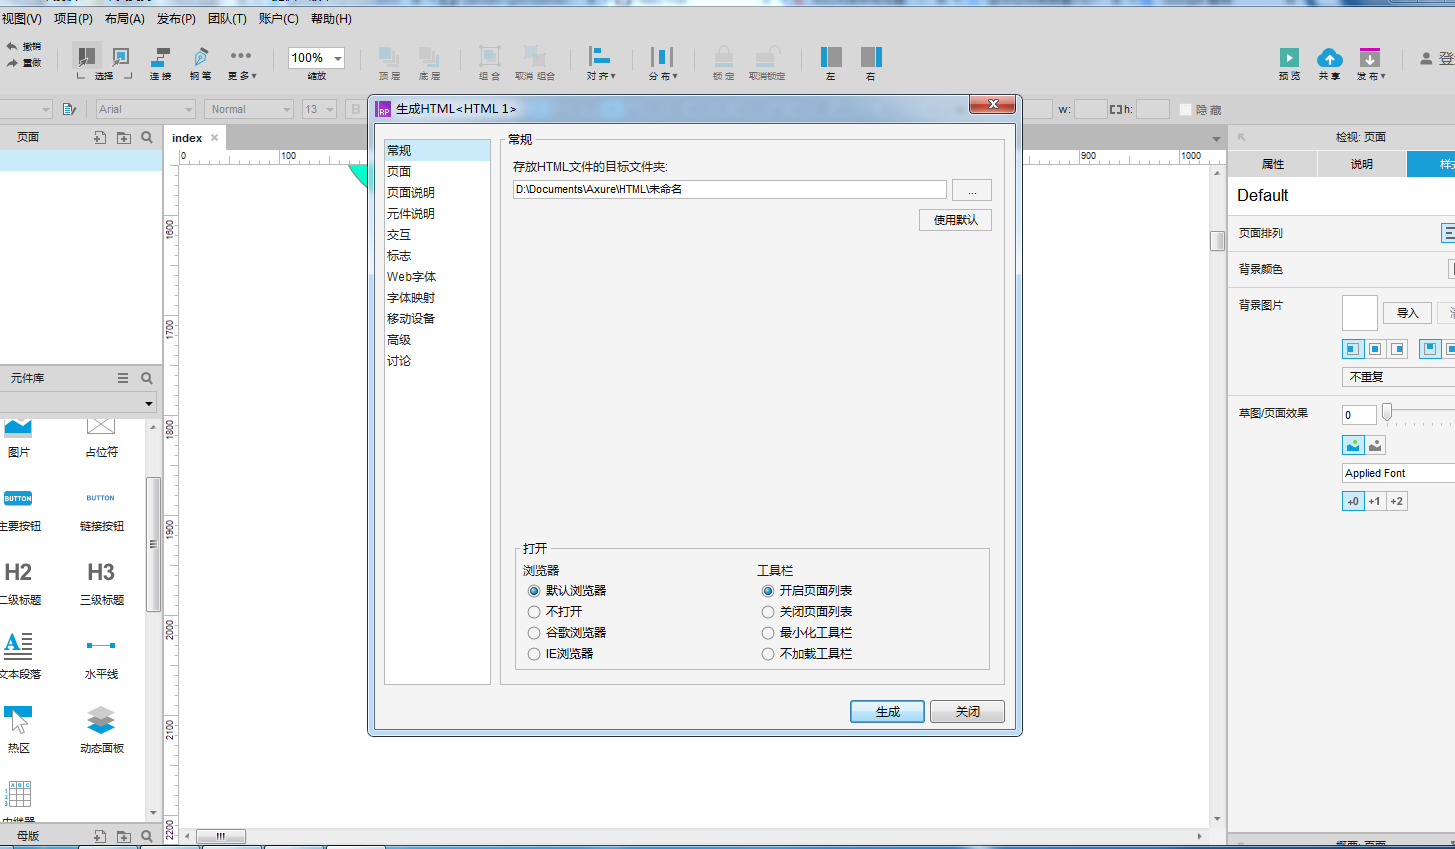 视图(V) 项目(P) 布局(A) 发布(P) 团队(T) 账户(C) 帮助(H)
撤销
重做
选择
连接
钢笔
更多
100%
缩放
顶层
底层
组合
取消组合
对齐
分布
锁定
取消锁定
左
右
预览
共享
发布
Arial
Normal
13
B
w:
h:
隐藏
页面
index
0
100
900
1000
1600
1700
1800
1900
2000
2100
2200
元件库
图片
占位符
BUTTON
BUTTON
主要按钮
链接按钮
H2
H3
二级标题
三级标题
文本段落
水平线
热区
动态面板
母版
RP
生成HTML<HTML 1>
常规
页面
页面说明
元件说明
交互
标志
Web字体
字体映射
移动设备
高级
讨论
常规
存放HTML文件的目标文件夹:
D:\Documents\Axure\HTML\未命名
...
使用默认
打开
浏览器
默认浏览器
不打开
谷歌浏览器
IE浏览器
工具栏
开启页面列表
关闭页面列表
最小化工具栏
不加载工具栏
生成
关闭
检视: 页面
属性
说明
Default
页面排列
背景颜色
背景图片
导入
不重复
草图/页面效果
0
Applied Font
+0
+1
+2